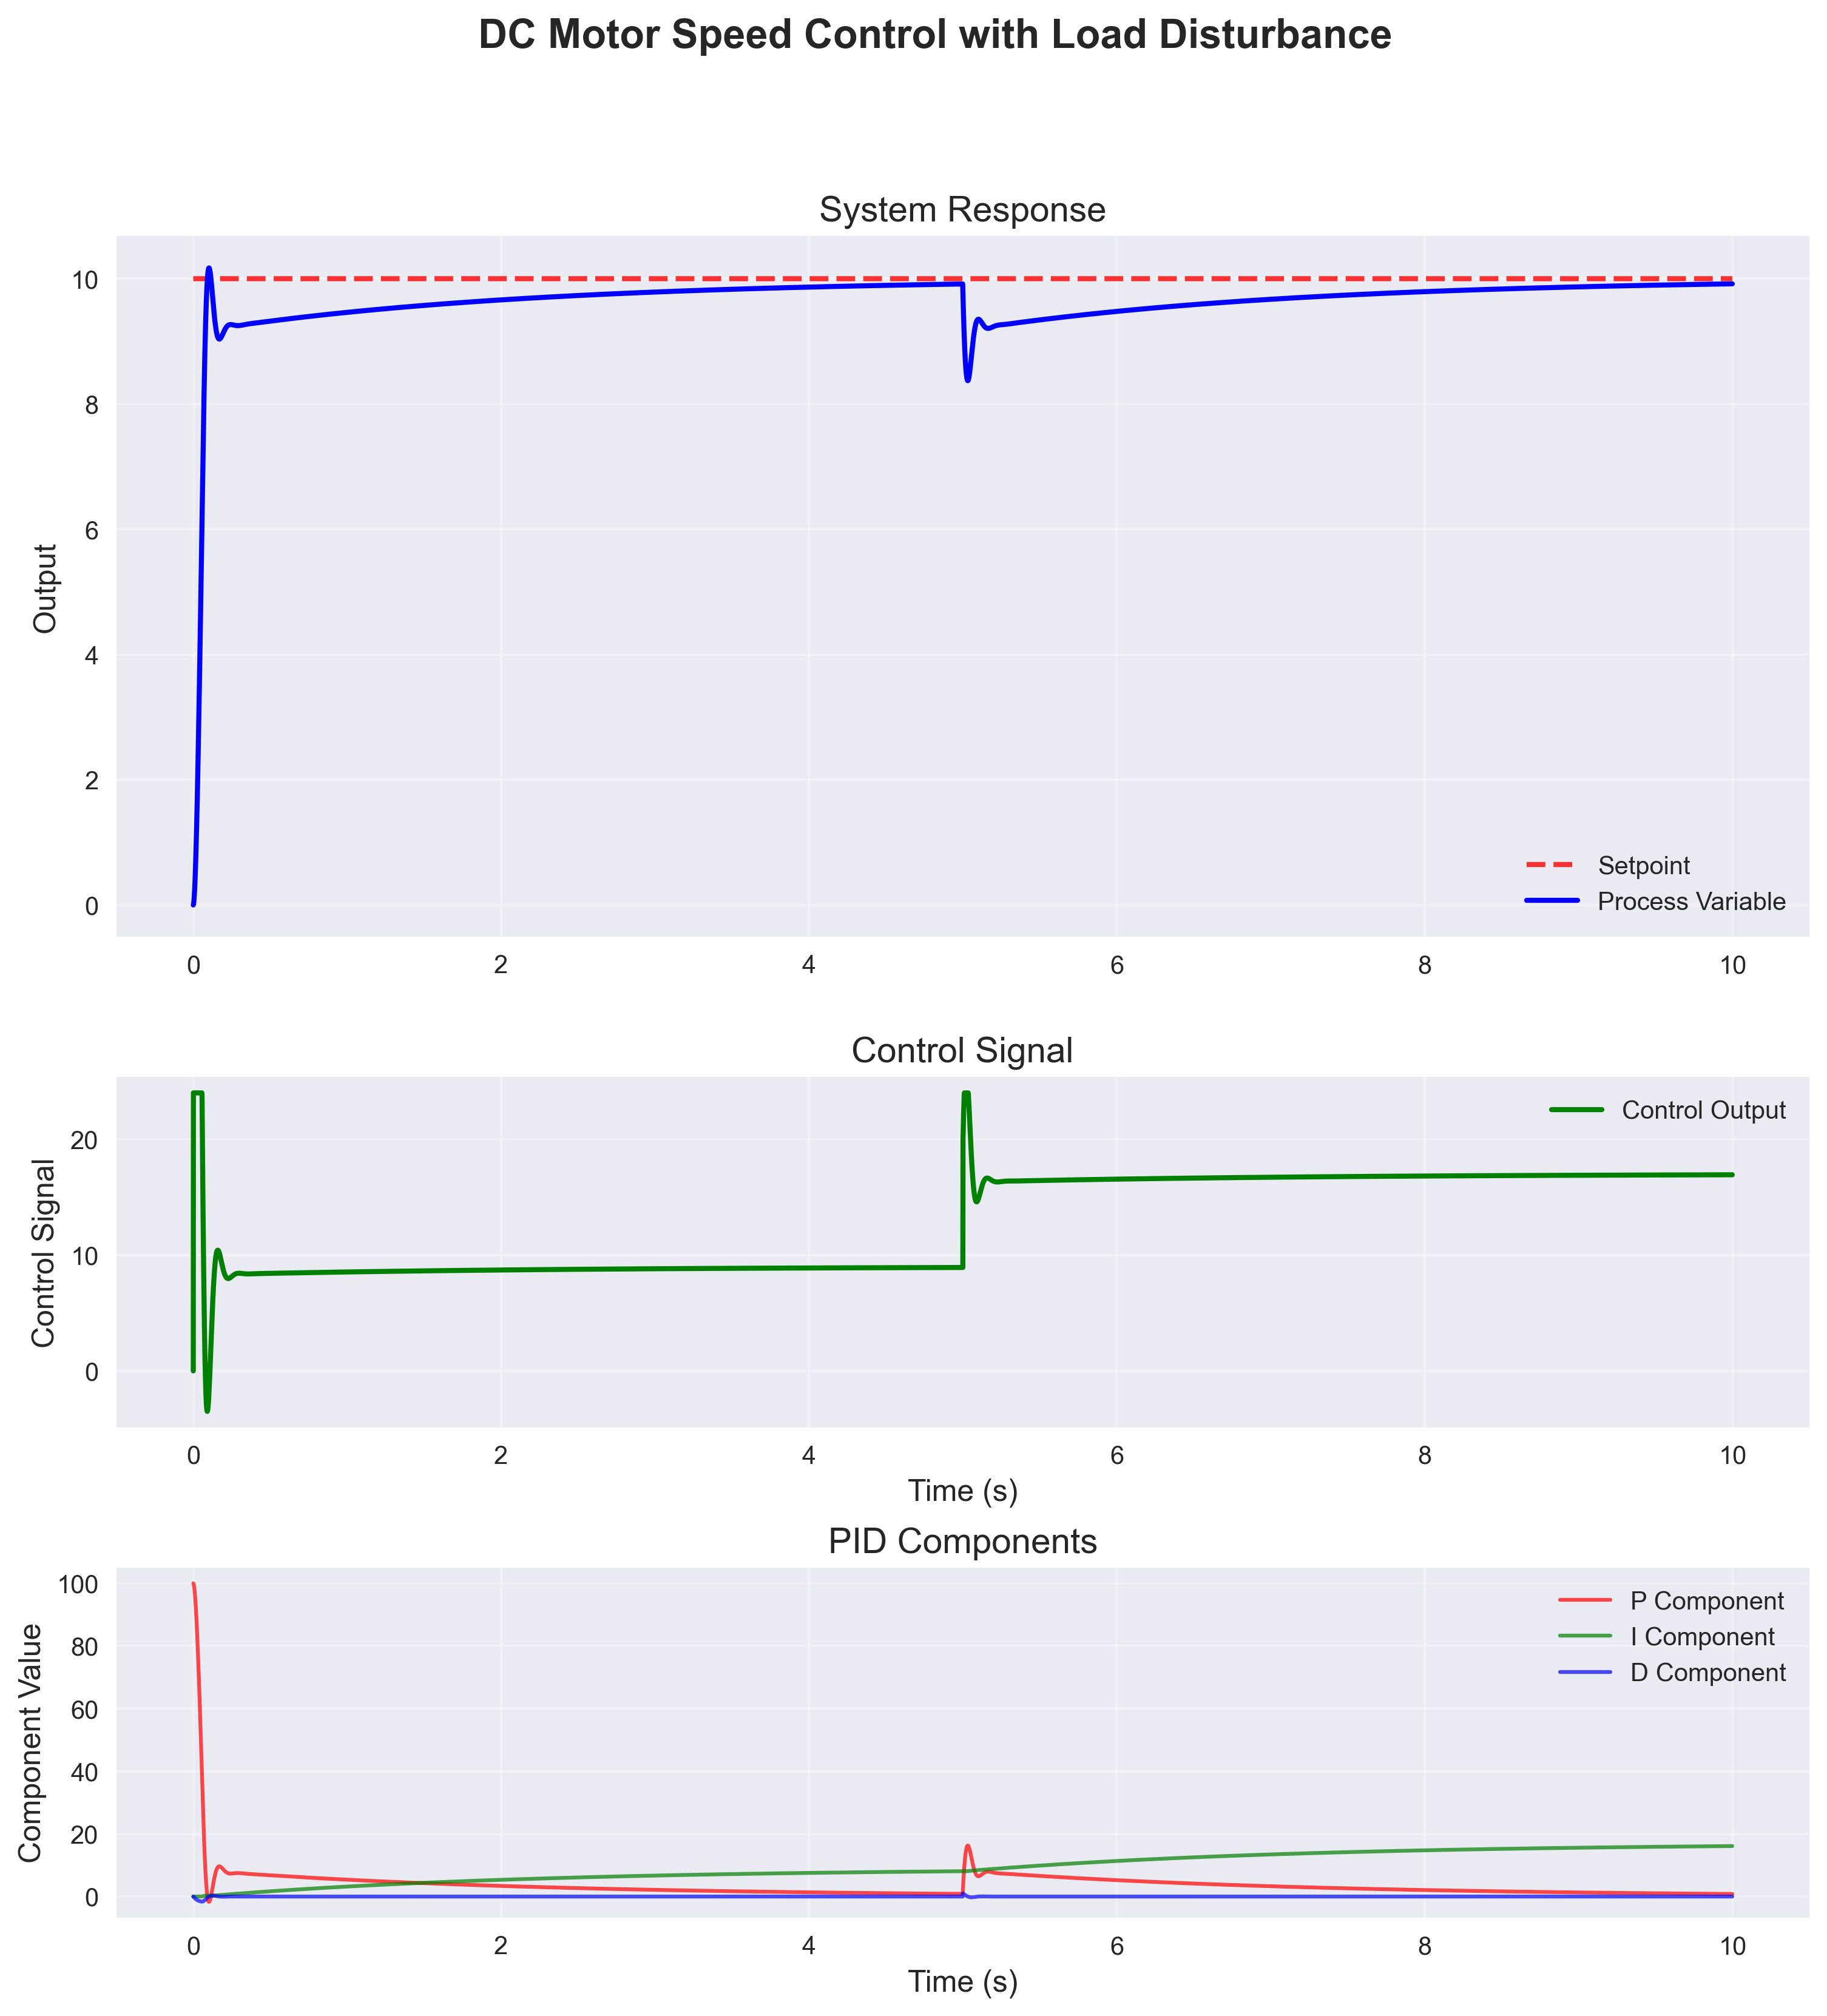 DC Motor Speed Control with Load Disturbance
System Response
10
8
6
4
2
0
Output
Setpoint
Process Variable
0 2 4 6 8 10
Control Signal
20
10
0
Control Signal
Control Output
0 2 4 6 8 10
Time (s)
PID Components
100
80
60
40
20
0
Component Value
P Component
I Component
D Component
0 2 4 6 8 10
Time (s)